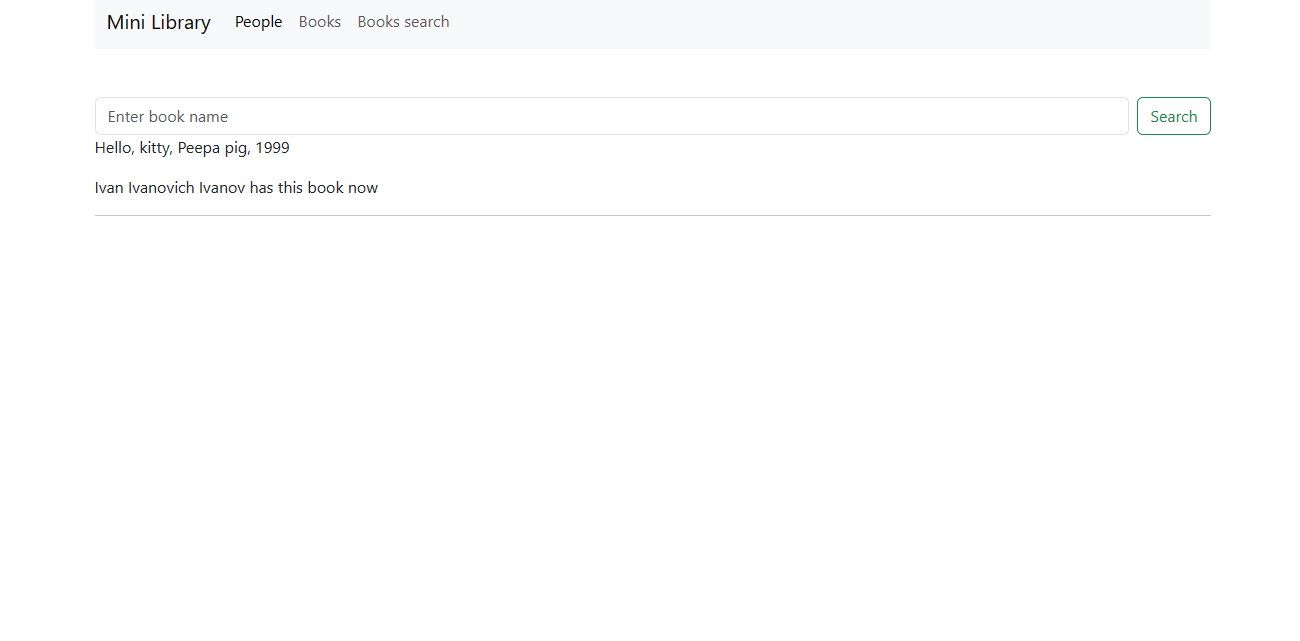 Mini Library People Books Books search
Enter book name Search
Hello, kitty, Peepa pig, 1999
Ivan Ivanovich Ivanov has this book now